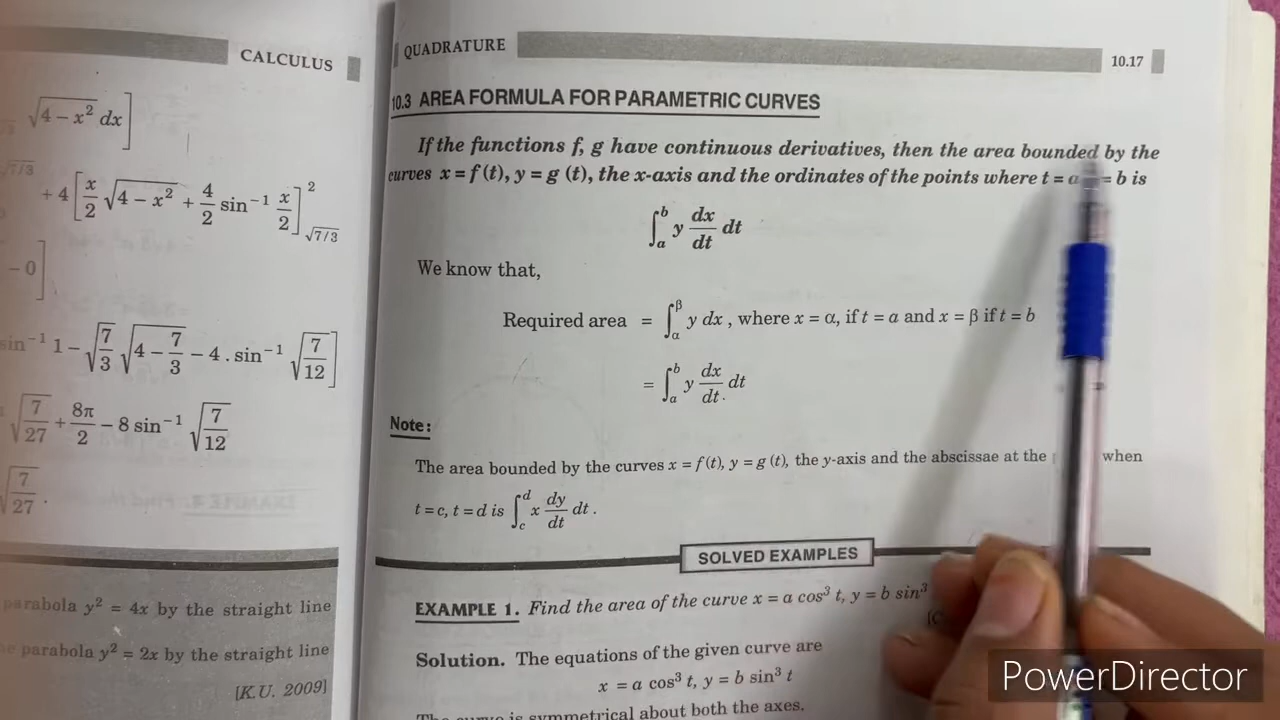 CALCULUS
√4 – x² dx]
√7/3
+ 4 [x/2 √4 – x² + 4/2 sin⁻¹ x/2]²_√7/3
– 0]
sin⁻¹ 1 – √7/3 √4 – 7/3 – 4 . sin⁻¹ √7/12]
√7/27 + 8π/2 – 8 sin⁻¹ √7/12
√7/27 .
parabola y² = 4x by the straight line
parabola y² = 2x by the straight line
[K.U. 2009]
QUADRATURE 10.17
10.3 AREA FORMULA FOR PARAMETRIC CURVES
If the functions f, g have continuous derivatives, then the area bounded by the
curves x = f (t), y = g (t), the x-axis and the ordinates of the points where t = a = b is
∫ₐᵇ y dx/dt dt
We know that,
Required area = ∫_α^β y dx , where x = α, if t = a and x = β if t = b
= ∫ₐᵇ y dx/dt dt.
Note:
The area bounded by the curves x = f (t), y = g (t), the y-axis and the abscissae at the when
t = c, t = d is ∫_c^d x dy/dt dt .
SOLVED EXAMPLES
EXAMPLE 1. Find the area of the curve x = a cos³ t, y = b sin³
Solution. The equations of the given curve are
x = a cos³ t, y = b sin³ t
The curve is symmetrical about both the axes.
PowerDirector